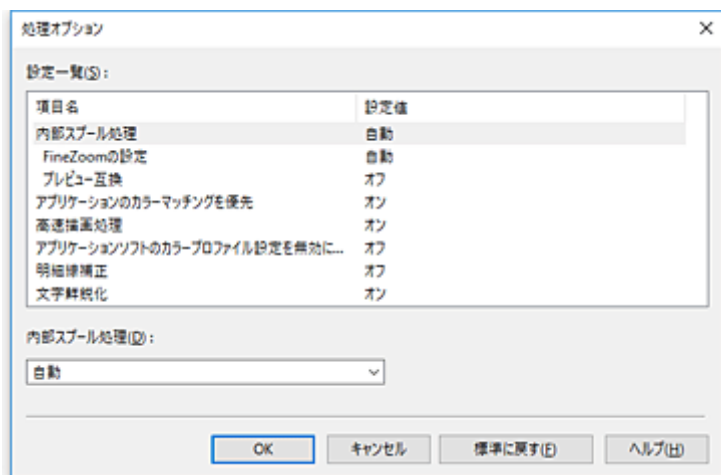 処理オプション
設定一覧(S):
項目名 設定値
内部スプール処理 自動
FineZoomの設定 自動
プレビュー互換 オフ
アプリケーションのカラーマッチングを優先 オン
高速描画処理 オン
アプリケーションソフトのカラープロファイル設定を無効に... オフ
明細線補正 オフ
文字鮮鋭化 オン
内部スプール処理(D):
自動
OK キャンセル 標準に戻す(F) ヘルプ(H)